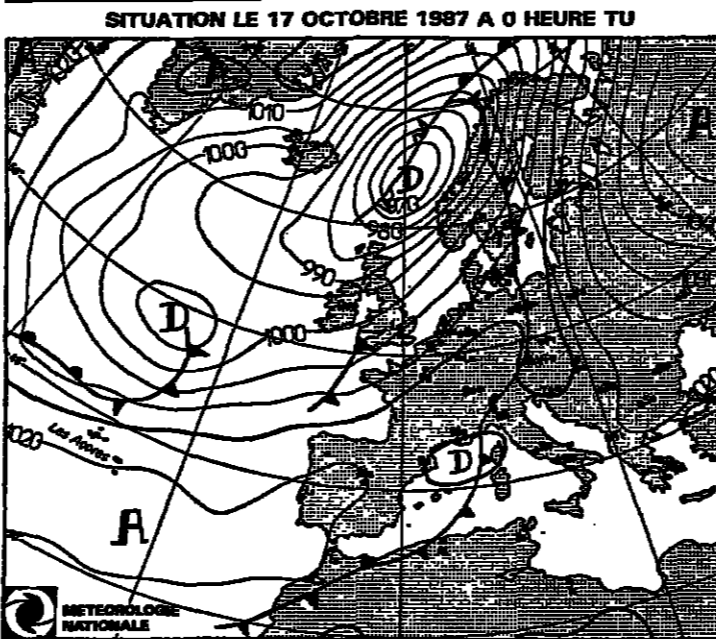 SITUATION LE 17 OCTOBRE 1987 A 0 HEURE TU
1010
A
1000
D
970
980
990
D
1000
1020
1020
Les Açores
D
A
METEOROLOGIE
NATIONALE